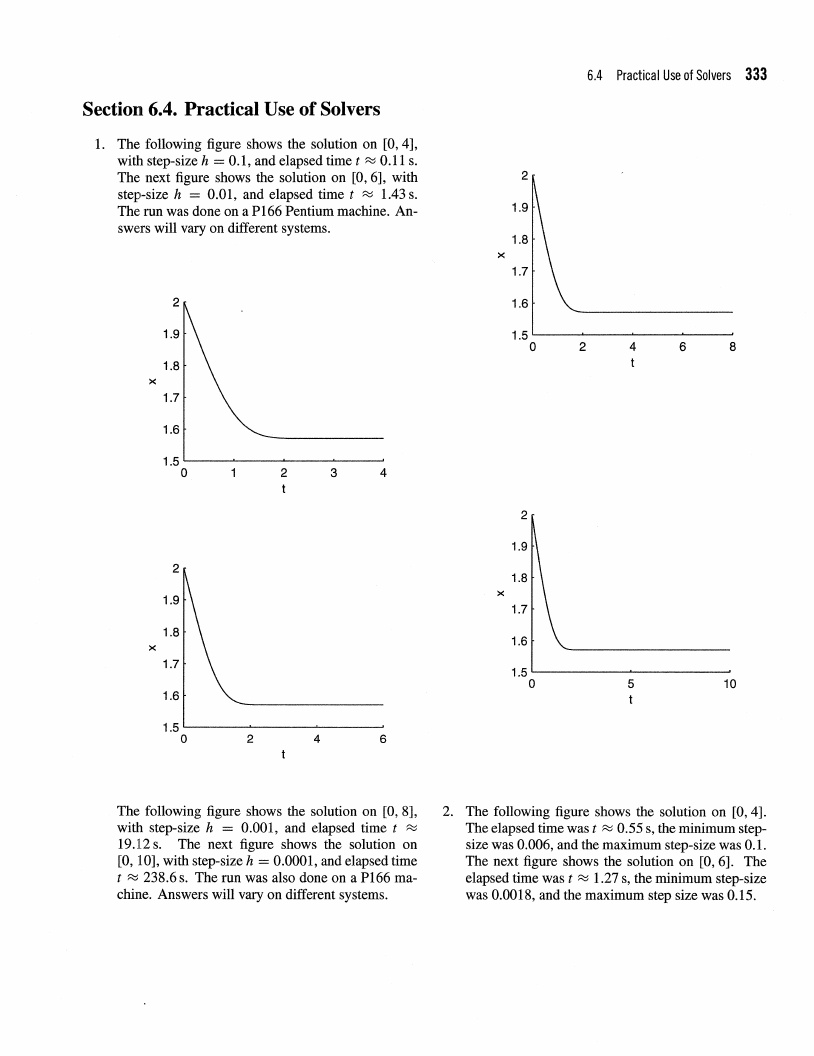 6.4 Practical Use of Solvers 333
Section 6.4. Practical Use of Solvers
1. The following figure shows the solution on [0, 4],
with step-size h = 0.1, and elapsed time t ≈ 0.11 s.
The next figure shows the solution on [0, 6], with
step-size h = 0.01, and elapsed time t ≈ 1.43 s.
The run was done on a P166 Pentium machine. An-
swers will vary on different systems.
2
1.9
1.8
x
1.7
1.6
1.5
0 1 2 3 4
t
2
1.9
1.8
x
1.7
1.6
1.5
0 2 4 6
t
The following figure shows the solution on [0, 8],
with step-size h = 0.001, and elapsed time t ≈
19.12 s. The next figure shows the solution on
[0, 10], with step-size h = 0.0001, and elapsed time
t ≈ 238.6 s. The run was also done on a P166 ma-
chine. Answers will vary on different systems.
2
1.9
1.8
x
1.7
1.6
1.5
0 2 4 6 8
t
2
1.9
1.8
x
1.7
1.6
1.5
0 5 10
t
2. The following figure shows the solution on [0, 4].
The elapsed time was t ≈ 0.55 s, the minimum step-
size was 0.006, and the maximum step-size was 0.1.
The next figure shows the solution on [0, 6]. The
elapsed time was t ≈ 1.27 s, the minimum step-size
was 0.0018, and the maximum step size was 0.15.